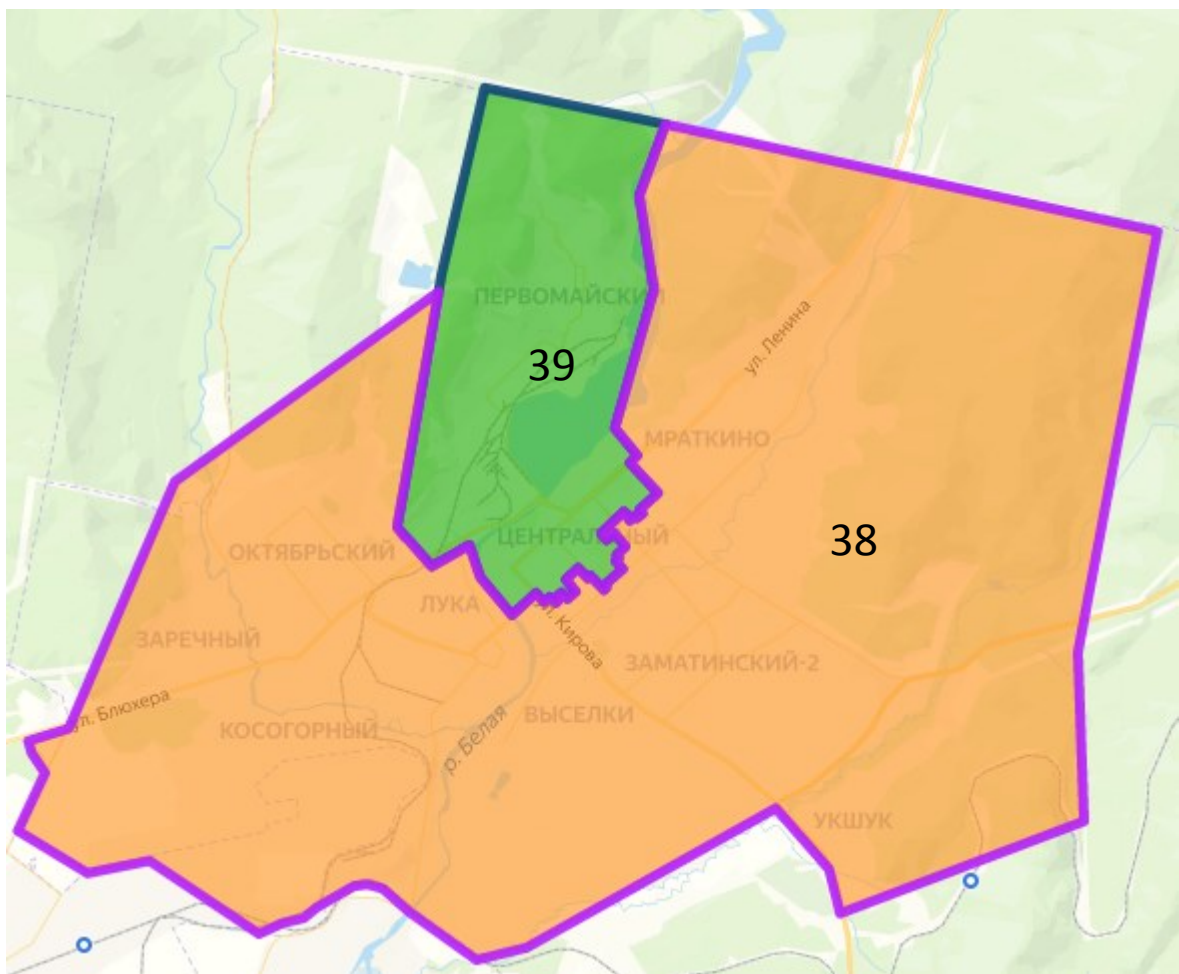 ПЕРВОМАЙСКИЙ
39
ул. Ленина
МРАТКИНО
ЦЕНТРАЛЬНЫЙ
38
ОКТЯБРЬСКИЙ
ЛУКА
ул. Кирова
ЗАРЕЧНЫЙ
ЗАМАТИНСКИЙ-2
ул. Блюхера
ВЫСЕЛКИ
КОСОГОРНЫЙ
р. Белая
УКШУК